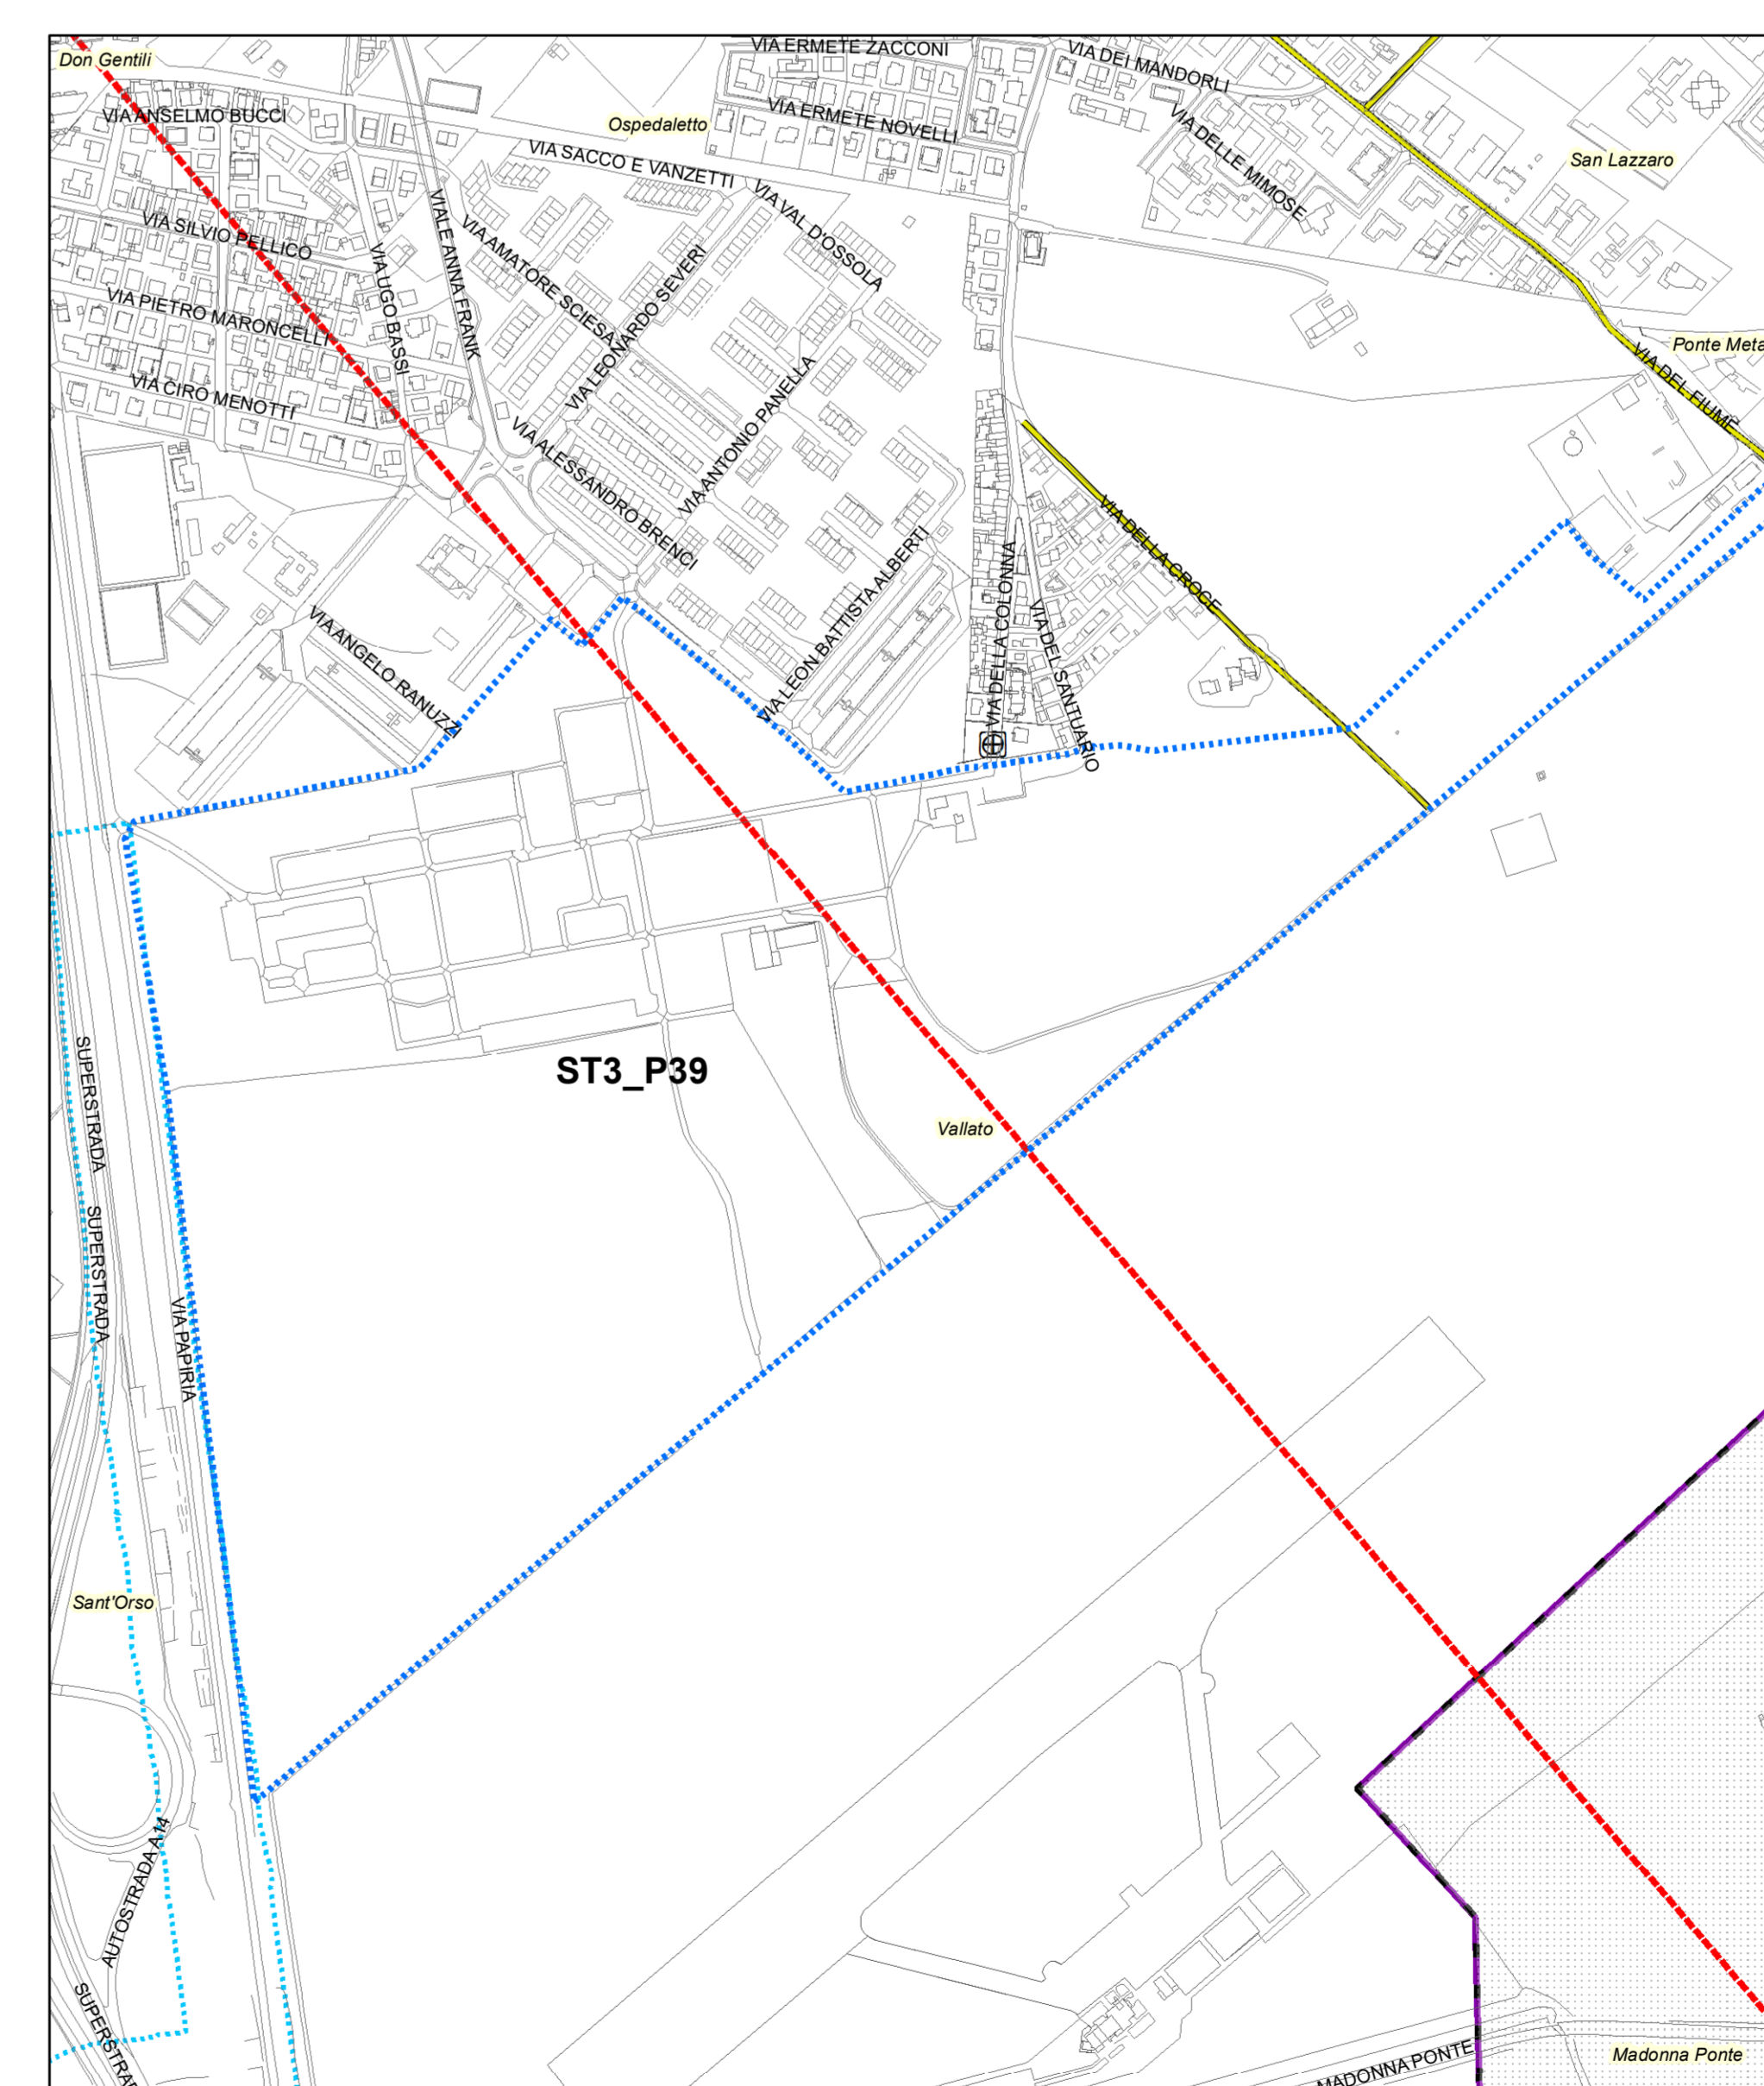 VIA ERMETE ZACCONI
VIA DEI MANDORLI
Don Gentili
VIA ANSELMO BUCCI
Ospedaletto
VIA ERMETE NOVELLI
VIA DELLE MIMOSE
San Lazzaro
VIA SACCO E VANZETTI
VIA VAL D'OSSOLA
VIA SILVIO PELLICO
VIA UGO BASSI
VIALE ANNA FRANK
VIA AMATORE SCIESA
VIA LEONARDO SEVERI
VIA PIETRO MARONCELLI
Ponte Meta
VIA DEL FIUME
VIA CIRO MENOTTI
VIA ANTONIO PANELLA
VIA ALESSANDRO BRENCI
VIA DELLA CROCE
VIA LEON BATTISTA ALBERTI
VIA DELLA COLONNA
VIA DEL SANTUARIO
VIA ANGELO RANUZZI
SUPERSTRADA
ST3_P39
Vallato
SUPERSTRADA
VIA PAPIRIA
Sant'Orso
AUTOSTRADA A14
SUPERSTRA
MADONNA PONTE
Madonna Ponte